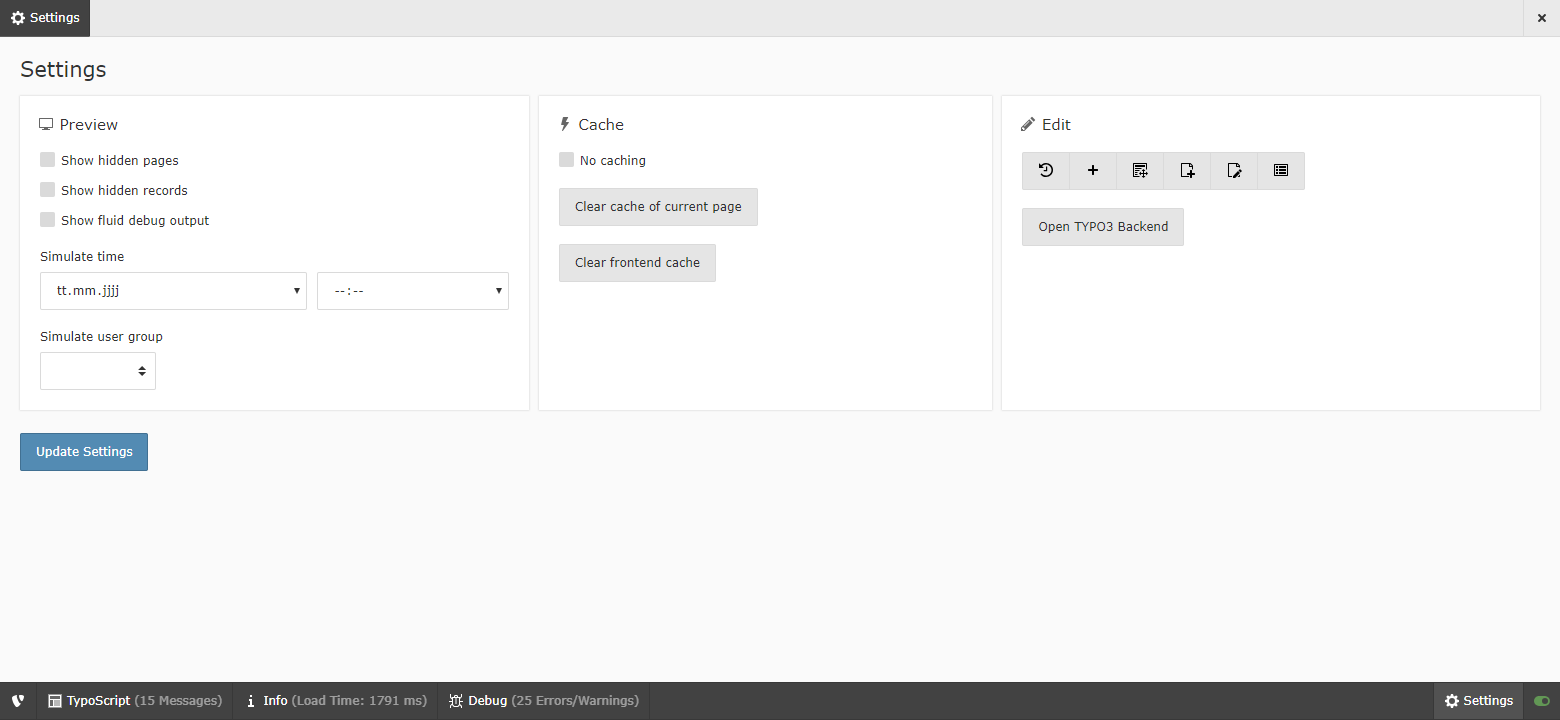 Settings
Settings
Preview
Show hidden pages
Show hidden records
Show fluid debug output
Simulate time
tt.mm.jjjj --:--
Simulate user group
Cache
No caching
Clear cache of current page
Clear frontend cache
Edit
Open TYPO3 Backend
Update Settings
TypoScript (15 Messages) Info (Load Time: 1791 ms) Debug (25 Errors/Warnings) Settings